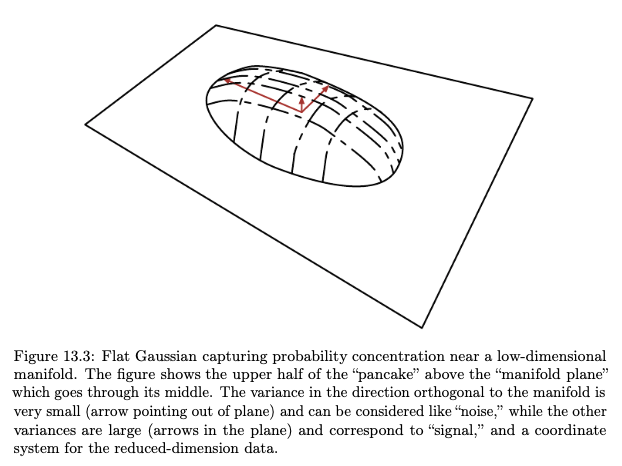 Figure 13.3: Flat Gaussian capturing probability concentration near a low-dimensional
manifold. The figure shows the upper half of the “pancake” above the “manifold plane”
which goes through its middle. The variance in the direction orthogonal to the manifold is
very small (arrow pointing out of plane) and can be considered like “noise,” while the other
variances are large (arrows in the plane) and correspond to “signal,” and a coordinate
system for the reduced-dimension data.